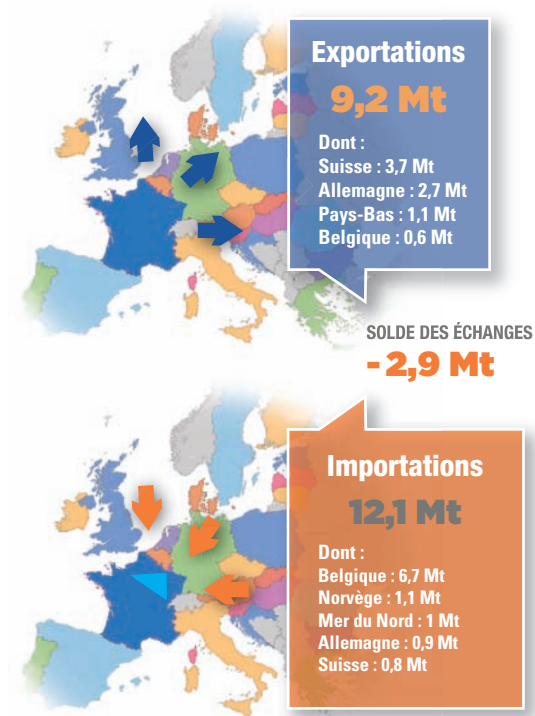 Exportations
9,2 Mt
Dont :
Suisse : 3,7 Mt
Allemagne : 2,7 Mt
Pays-Bas : 1,1 Mt
Belgique : 0,6 Mt
SOLDE DES ÉCHANGES
- 2,9 Mt
Importations
12,1 Mt
Dont :
Belgique : 6,7 Mt
Norvège : 1,1 Mt
Mer du Nord : 1 Mt
Allemagne : 0,9 Mt
Suisse : 0,8 Mt